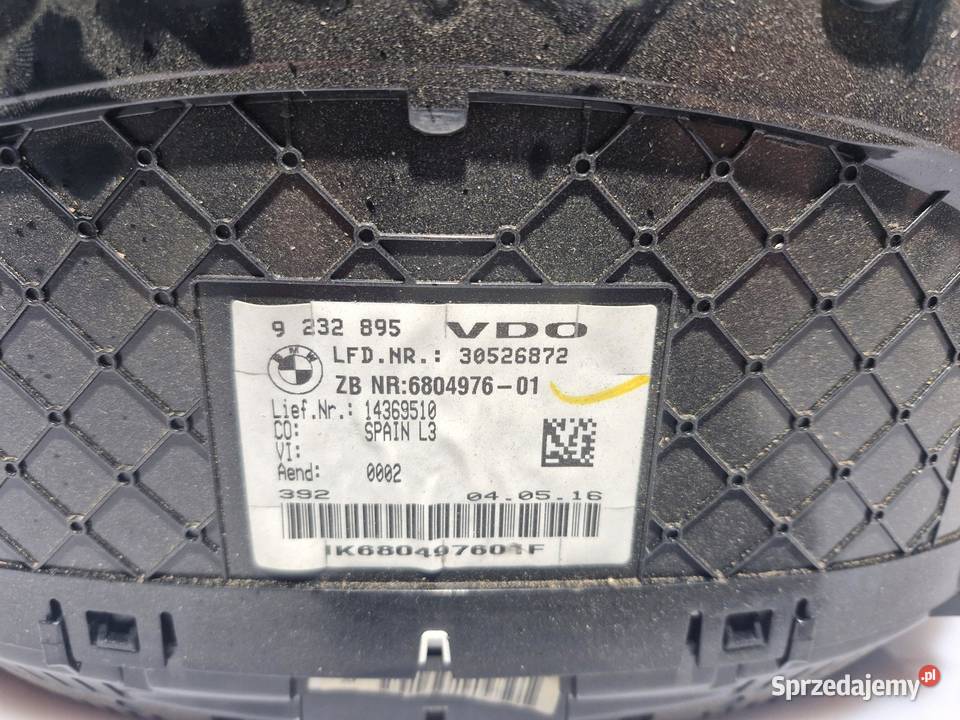 9 232 895 VDO
BMW
LFD.NR.: 30526872
ZB NR:6804976-01
Lief.Nr.: 14369510
CO: SPAIN L3
VI:
Aend: 0002
392 04.05.16
Sprzedajemy.pl